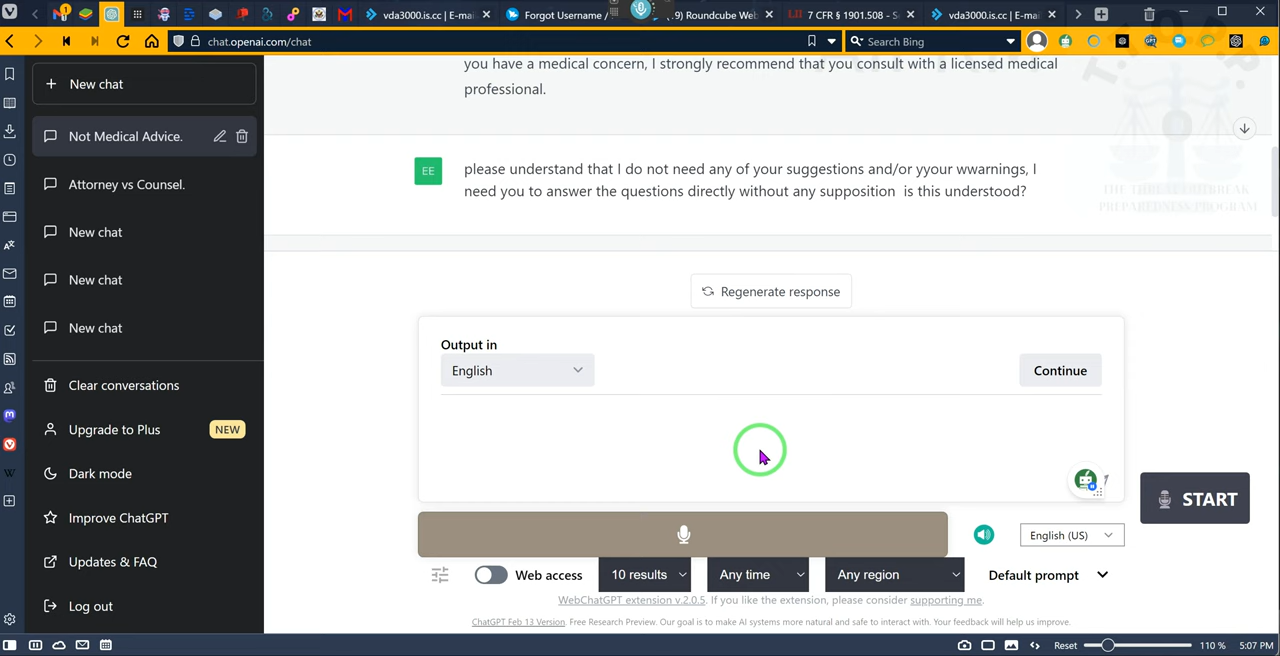 vda3000.is.cc | E-mai
Forgot Username /
9) Roundcube Web
LII 7 CFR § 1901.508 - S
vda3000.is.cc | E-ma
chat.openai.com/chat
Search Bing
New chat
Not Medical Advice.
Attorney vs Counsel.
New chat
New chat
New chat
Clear conversations
Upgrade to Plus NEW
Dark mode
Improve ChatGPT
Updates & FAQ
Log out
you have a medical concern, I strongly recommend that you consult with a licensed medical
professional.
EE
please understand that I do not need any of your suggestions and/or yyour wwarnings, I
need you to answer the questions directly without any supposition is this understood?
THE THREAT OUTBREAK
PREPAREDNESS PROGRAM
Regenerate response
Output in
English
Continue
START
English (US)
Web access
10 results
Any time
Any region
Default prompt
WebChatGPT extension v.2.0.5. If you like the extension, please consider supporting me.
ChatGPT Feb 13 Version. Free Research Preview. Our goal is to make AI systems more natural and safe to interact with. Your feedback will help us improve.
Reset
110 %
5:07 PM